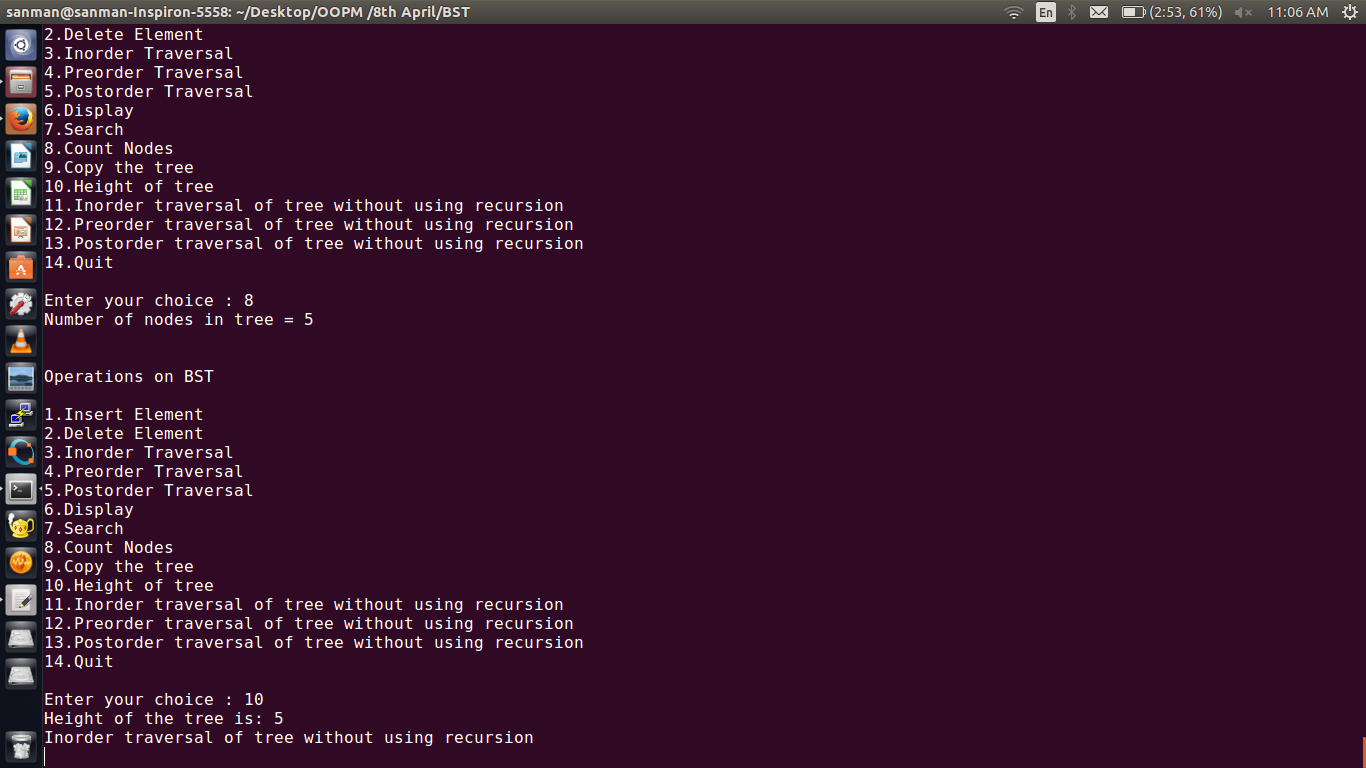 sanman@sanman-Inspiron-5558: ~/Desktop/OOPM /8th April/BST
En
(2:53, 61%)
11:06 AM
2.Delete Element
3.Inorder Traversal
4.Preorder Traversal
5.Postorder Traversal
6.Display
7.Search
8.Count Nodes
9.Copy the tree
10.Height of tree
11.Inorder traversal of tree without using recursion
12.Preorder traversal of tree without using recursion
13.Postorder traversal of tree without using recursion
14.Quit
Enter your choice : 8
Number of nodes in tree = 5
Operations on BST
1.Insert Element
2.Delete Element
3.Inorder Traversal
4.Preorder Traversal
5.Postorder Traversal
6.Display
7.Search
8.Count Nodes
9.Copy the tree
10.Height of tree
11.Inorder traversal of tree without using recursion
12.Preorder traversal of tree without using recursion
13.Postorder traversal of tree without using recursion
14.Quit
Enter your choice : 10
Height of the tree is: 5
Inorder traversal of tree without using recursion